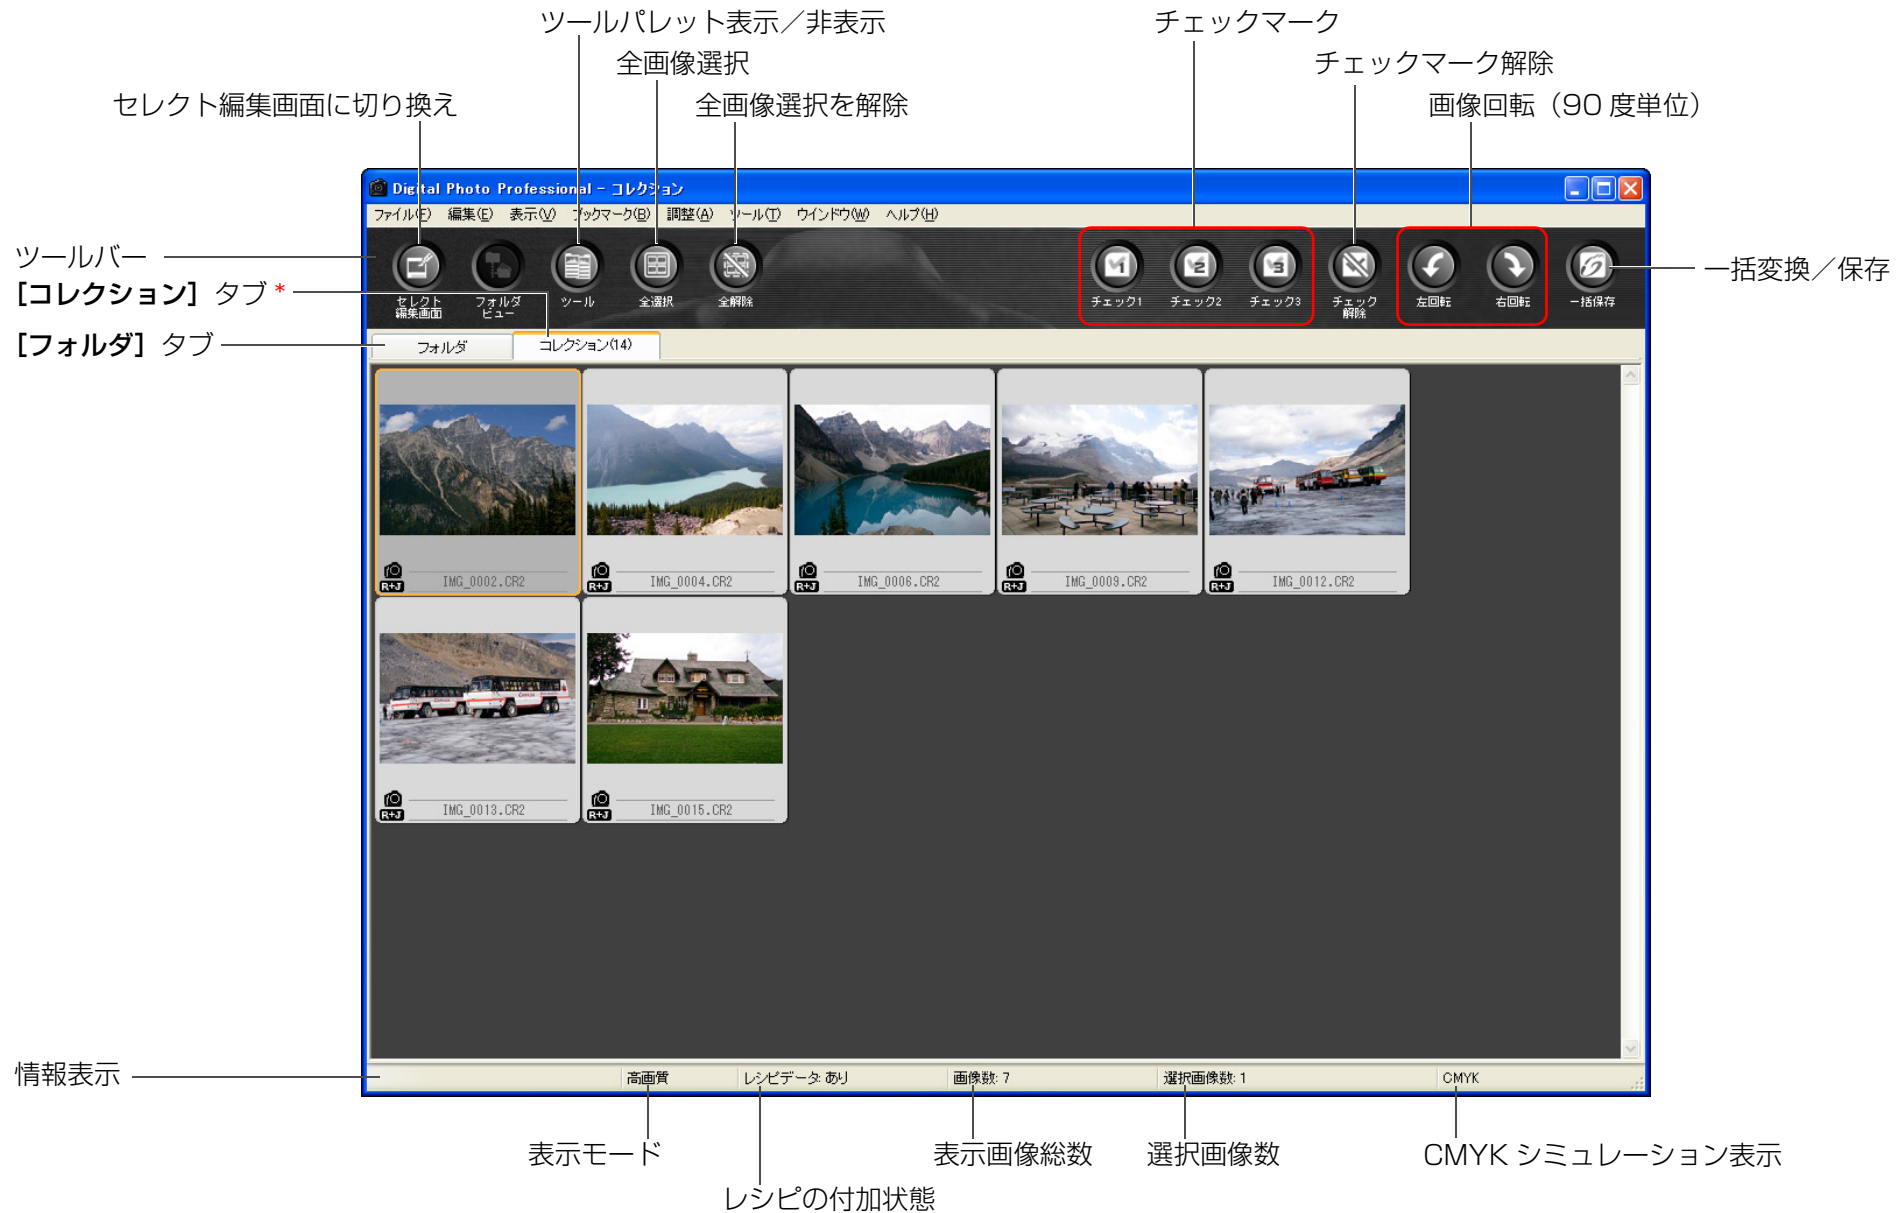 ツールパレット表示／非表示
チェックマーク
全画像選択
チェックマーク解除
セレクト編集画面に切り換え
全画像選択を解除
画像回転（90 度単位）
Digital Photo Professional - コレクション
ファイル(F) 編集(E) 表示(V) ブックマーク(B) 調整(A) ツール(T) ウインドウ(W) ヘルプ(H)
ツールバー
［コレクション］タブ*
［フォルダ］タブ
セレクト
編集画面
フォルダ
ビュー
ツール
全選択
全解除
1
チェック1
2
チェック2
3
チェック3
チェック
解除
左回転
右回転
一括保存
一括変換／保存
フォルダ
コレクション(14)
R+J IMG_0002.CR2
R+J IMG_0004.CR2
R+J IMG_0006.CR2
R+J IMG_0009.CR2
R+J IMG_0012.CR2
R+J IMG_0013.CR2
R+J IMG_0015.CR2
情報表示
高画質
レシピデータ: あり
画像数: 7
選択画像数: 1
CMYK
表示モード
表示画像総数
選択画像数
CMYK シミュレーション表示
レシピの付加状態